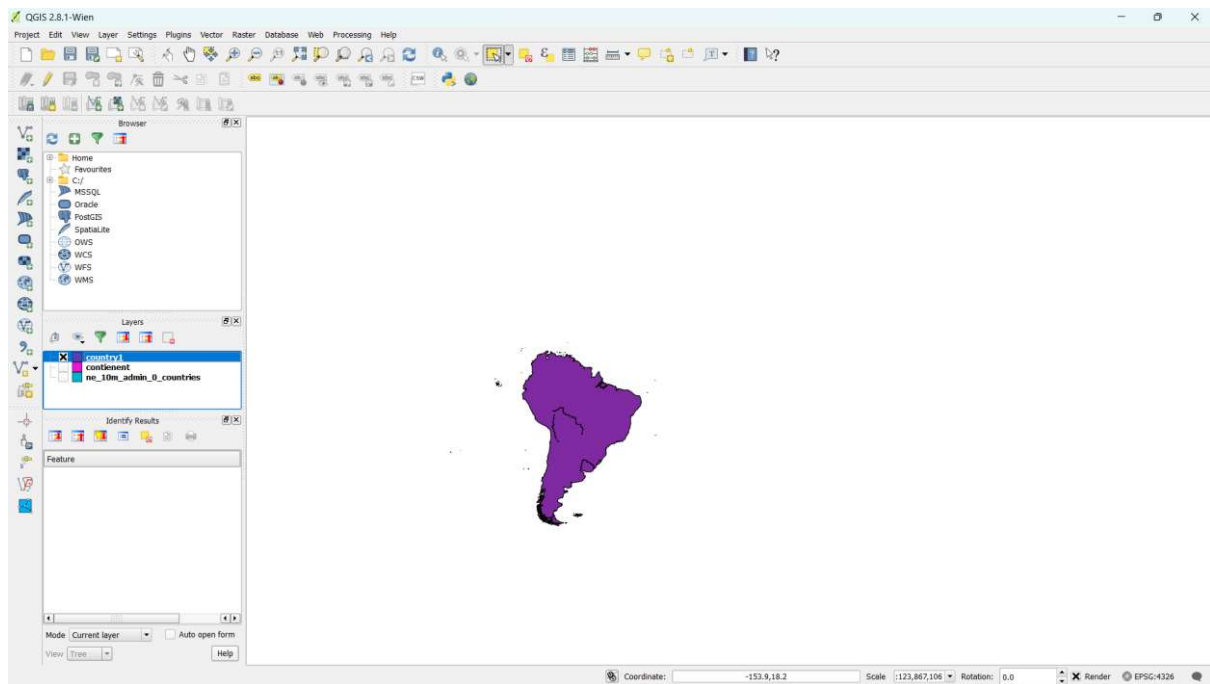 QGIS 2.8.1-Wien
Project Edit View Layer Settings Plugins Vector Raster Database Web Processing Help
Browser
Home
Favourites
C:/
MSSQL
Oracle
PostGIS
SpatiaLite
OWS
WCS
WFS
WMS
Layers
country1
contienent
ne_10m_admin_0_countries
Identify Results
Feature
Mode Current layer Auto open form
View Tree Help
Coordinate: -153.9,18.2 Scale :123,867,106 Rotation: 0.0 Render EPSG:4326